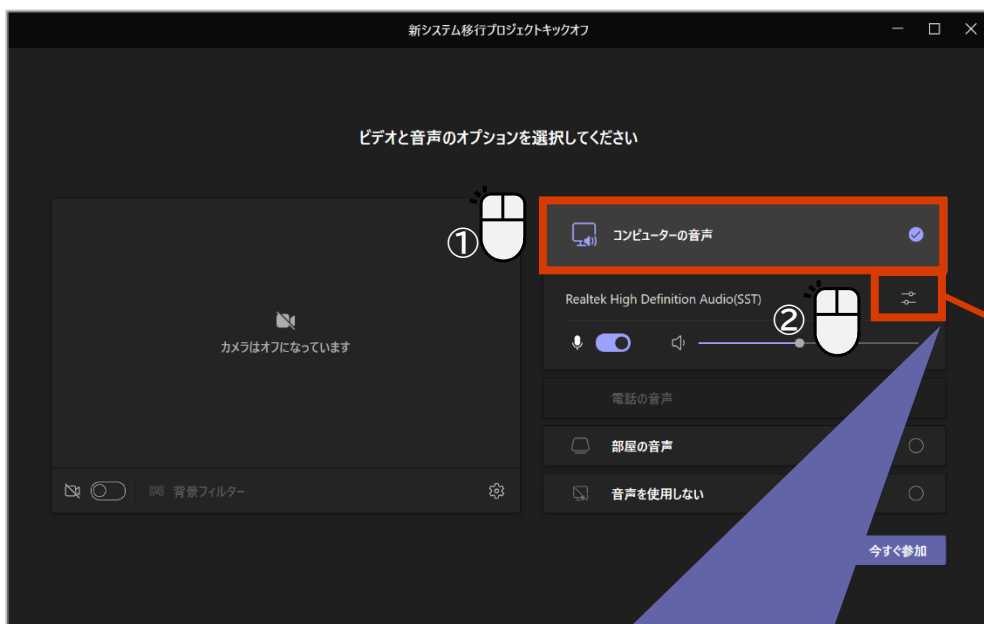 新システム移行プロジェクトキックオフ
ビデオと音声のオプションを選択してください
①
コンピューターの音声
Realtek High Definition Audio(SST)
②
カメラはオフになっています
電話の音声
部屋の音声
背景フィルター
音声を使用しない
今すぐ参加